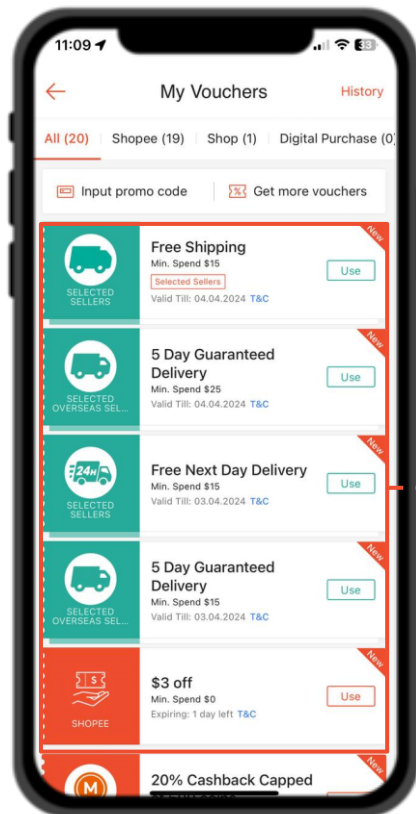 11:09
33
My Vouchers
History
All (20)
Shopee (19)
Shop (1)
Digital Purchase (0
Input promo code
Get more vouchers
New
SELECTED
SELLERS
Free Shipping
Min. Spend $15
Selected Sellers
Valid Till: 04.04.2024 T&C
Use
New
SELECTED
OVERSEAS SEL...
5 Day Guaranteed
Delivery
Min. Spend $25
Valid Till: 04.04.2024 T&C
Use
New
24H
SELECTED
SELLERS
Free Next Day Delivery
Min. Spend $15
Valid Till: 03.04.2024 T&C
Use
New
SELECTED
OVERSEAS SEL...
5 Day Guaranteed
Delivery
Min. Spend $15
Valid Till: 03.04.2024 T&C
Use
New
$
SHOPEE
$3 off
Min. Spend $0
Expiring: 1 day left T&C
Use
New
M
20% Cashback Capped